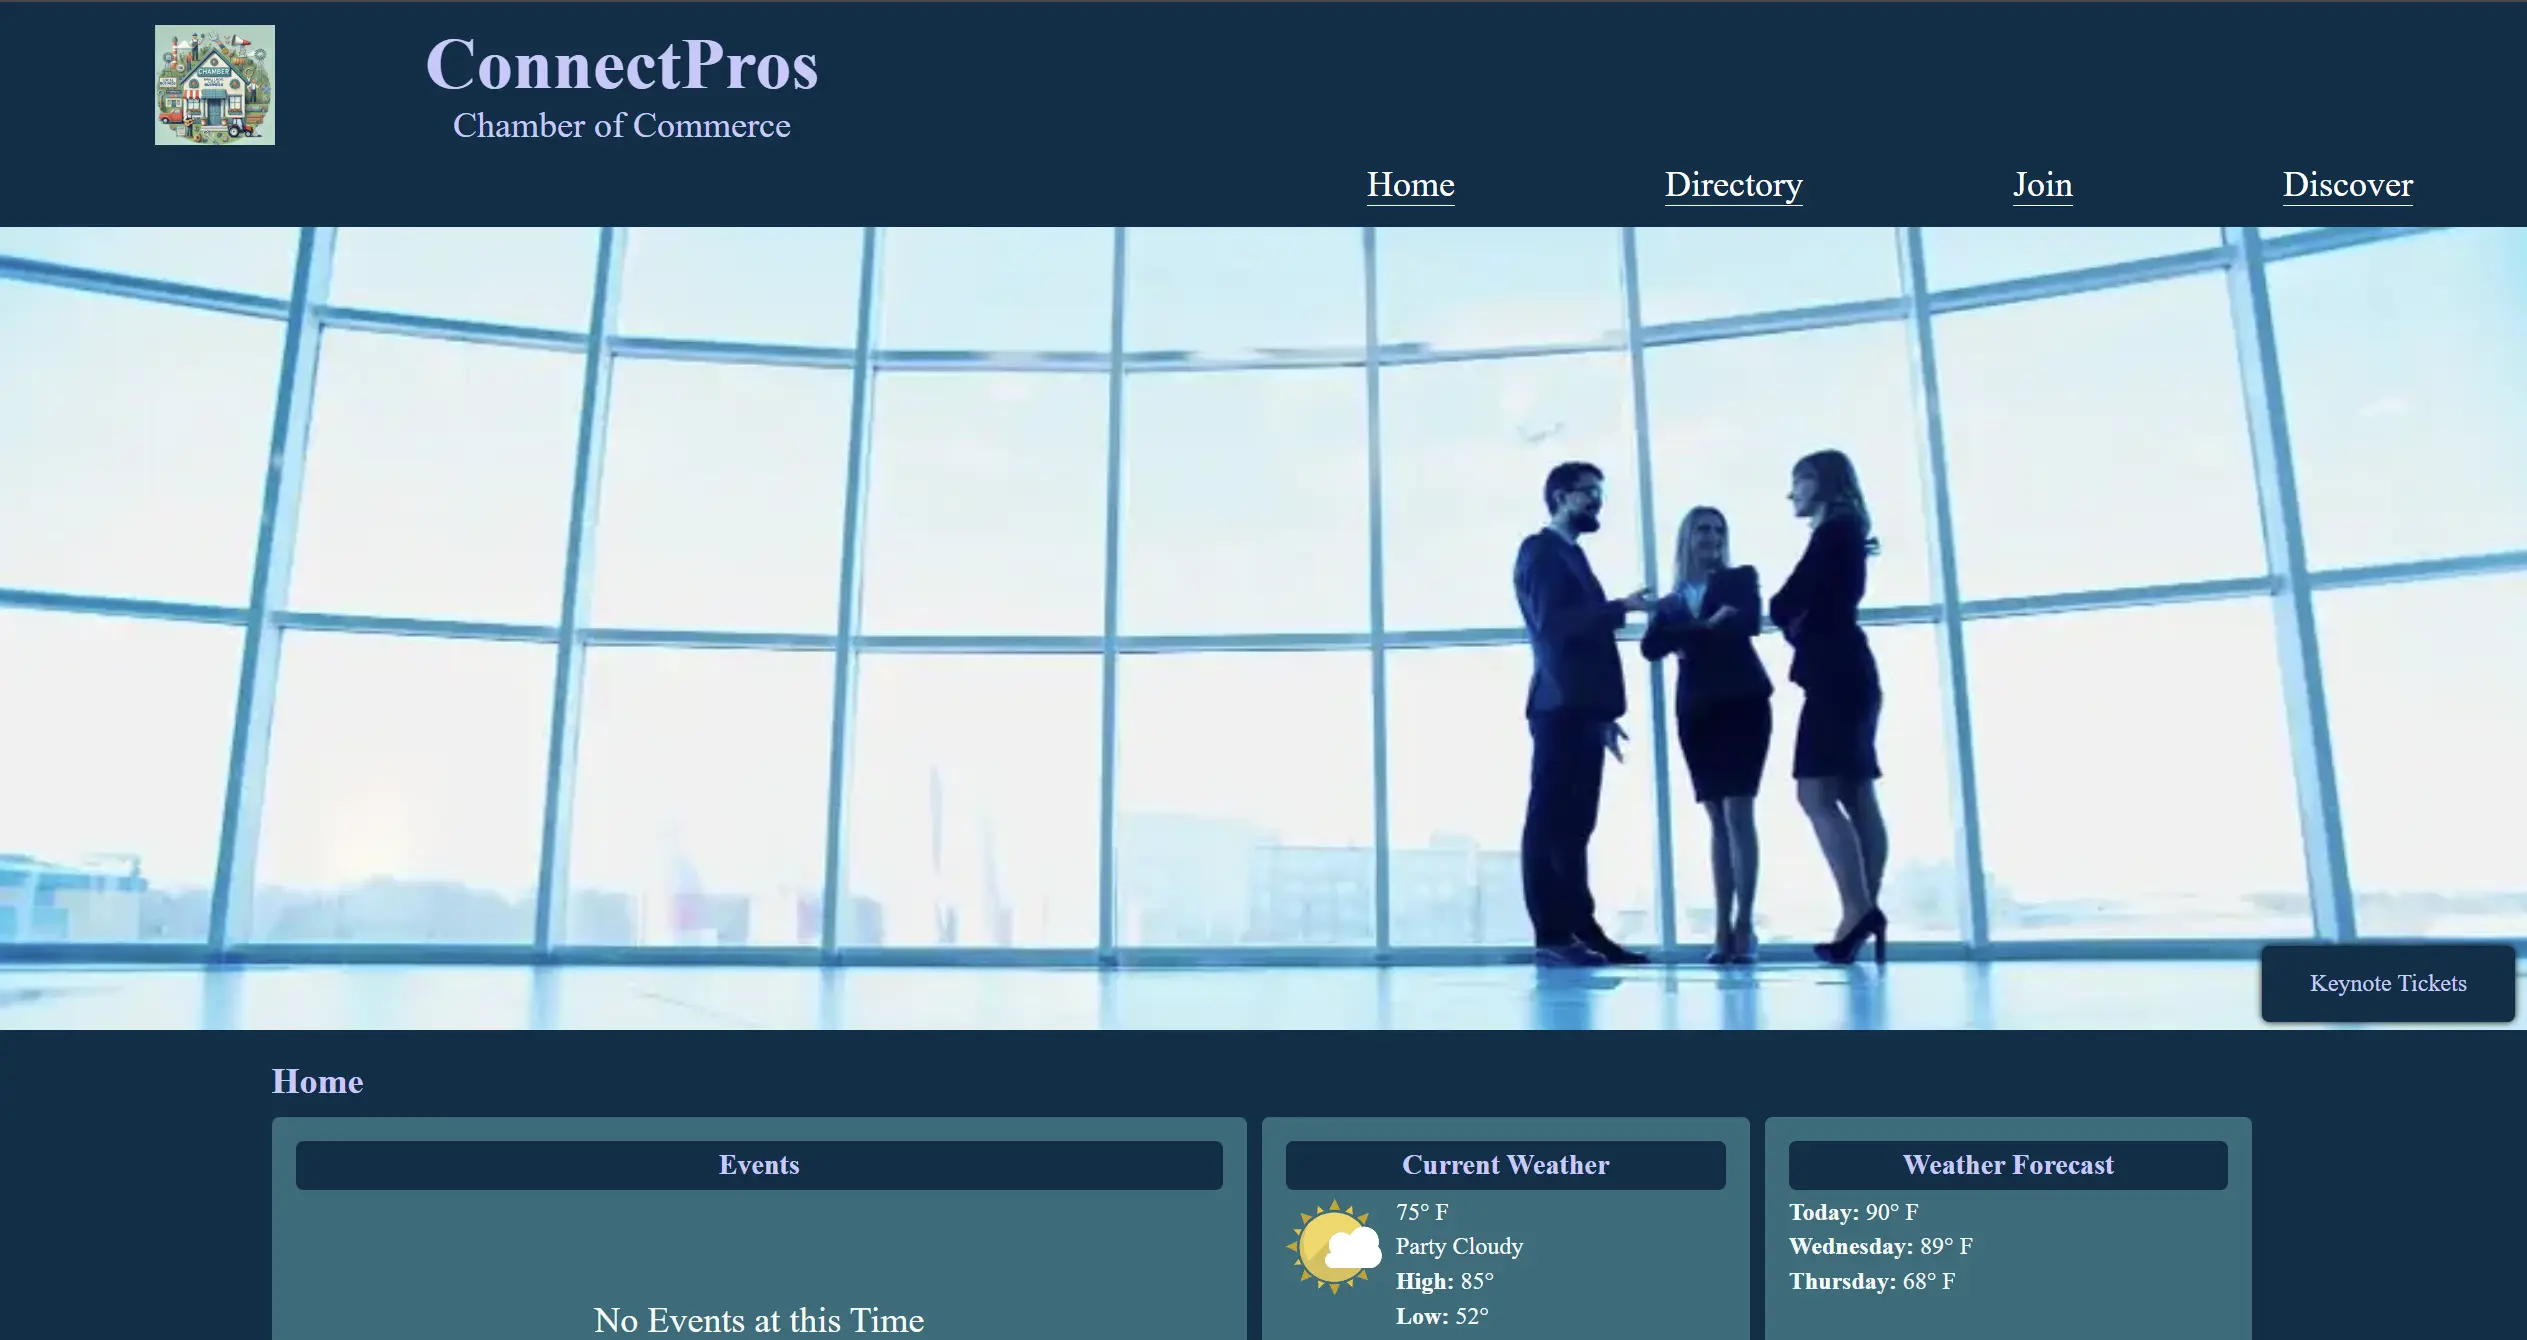 CHAMBER
ConnectPros
Chamber of Commerce
Home
Directory
Join
Discover
Keynote Tickets
Home
Events
No Events at this Time
Current Weather
75° F
Party Cloudy
High: 85°
Low: 52°
Weather Forecast
Today: 90° F
Wednesday: 89° F
Thursday: 68° F